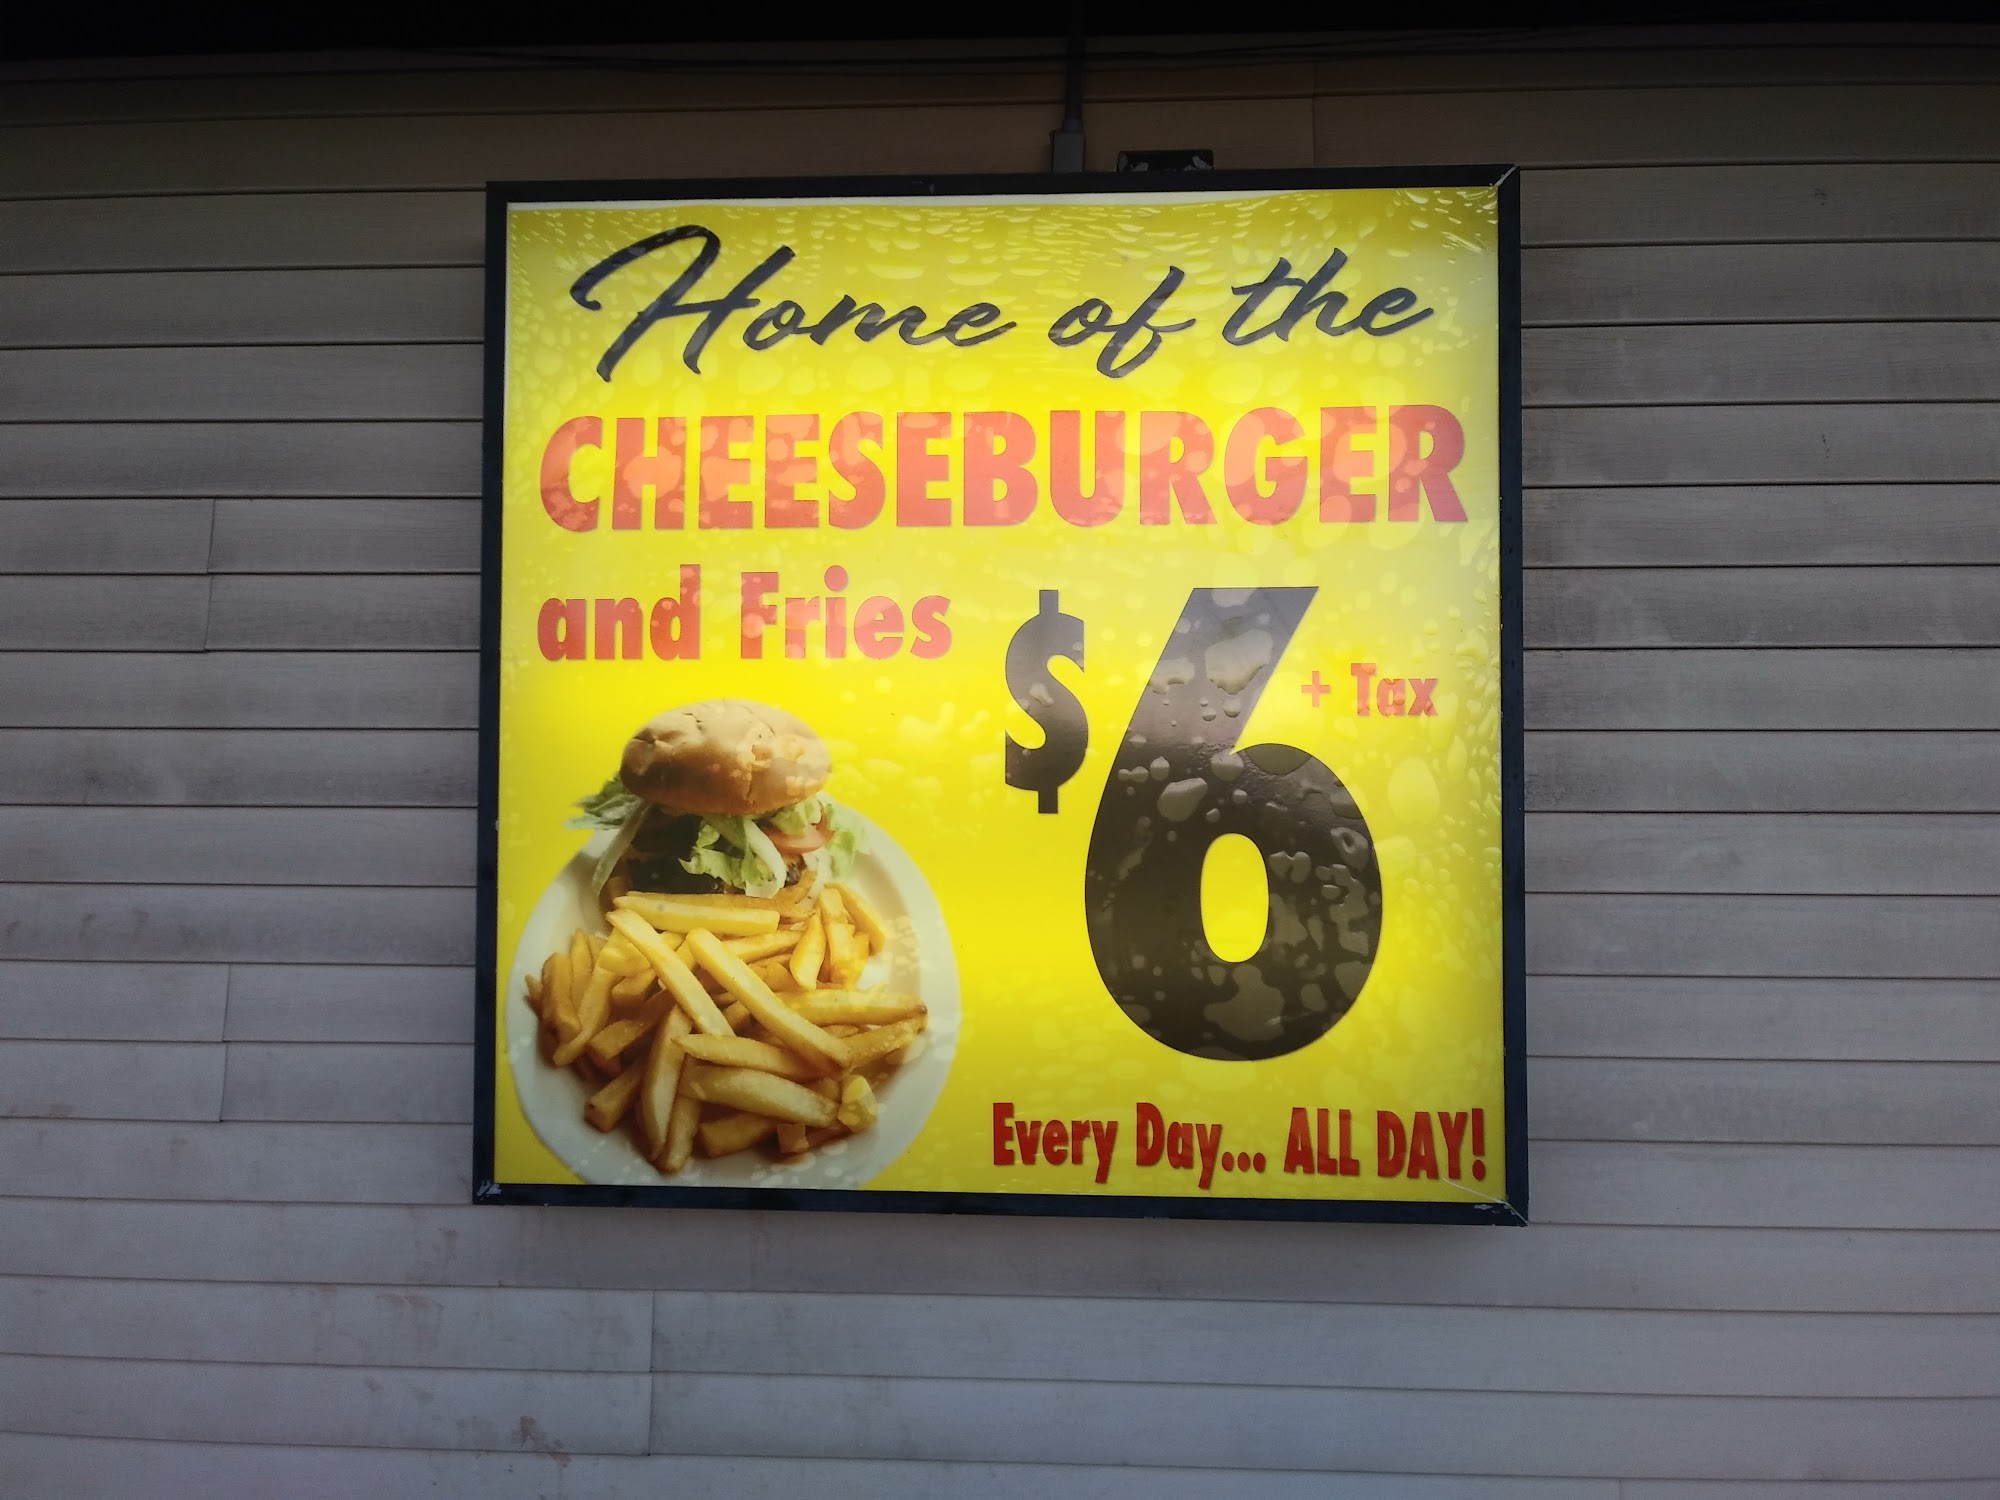 Home of the
CHEESEBURGER
and Fries
$6 + Tax
Every Day... ALL DAY!